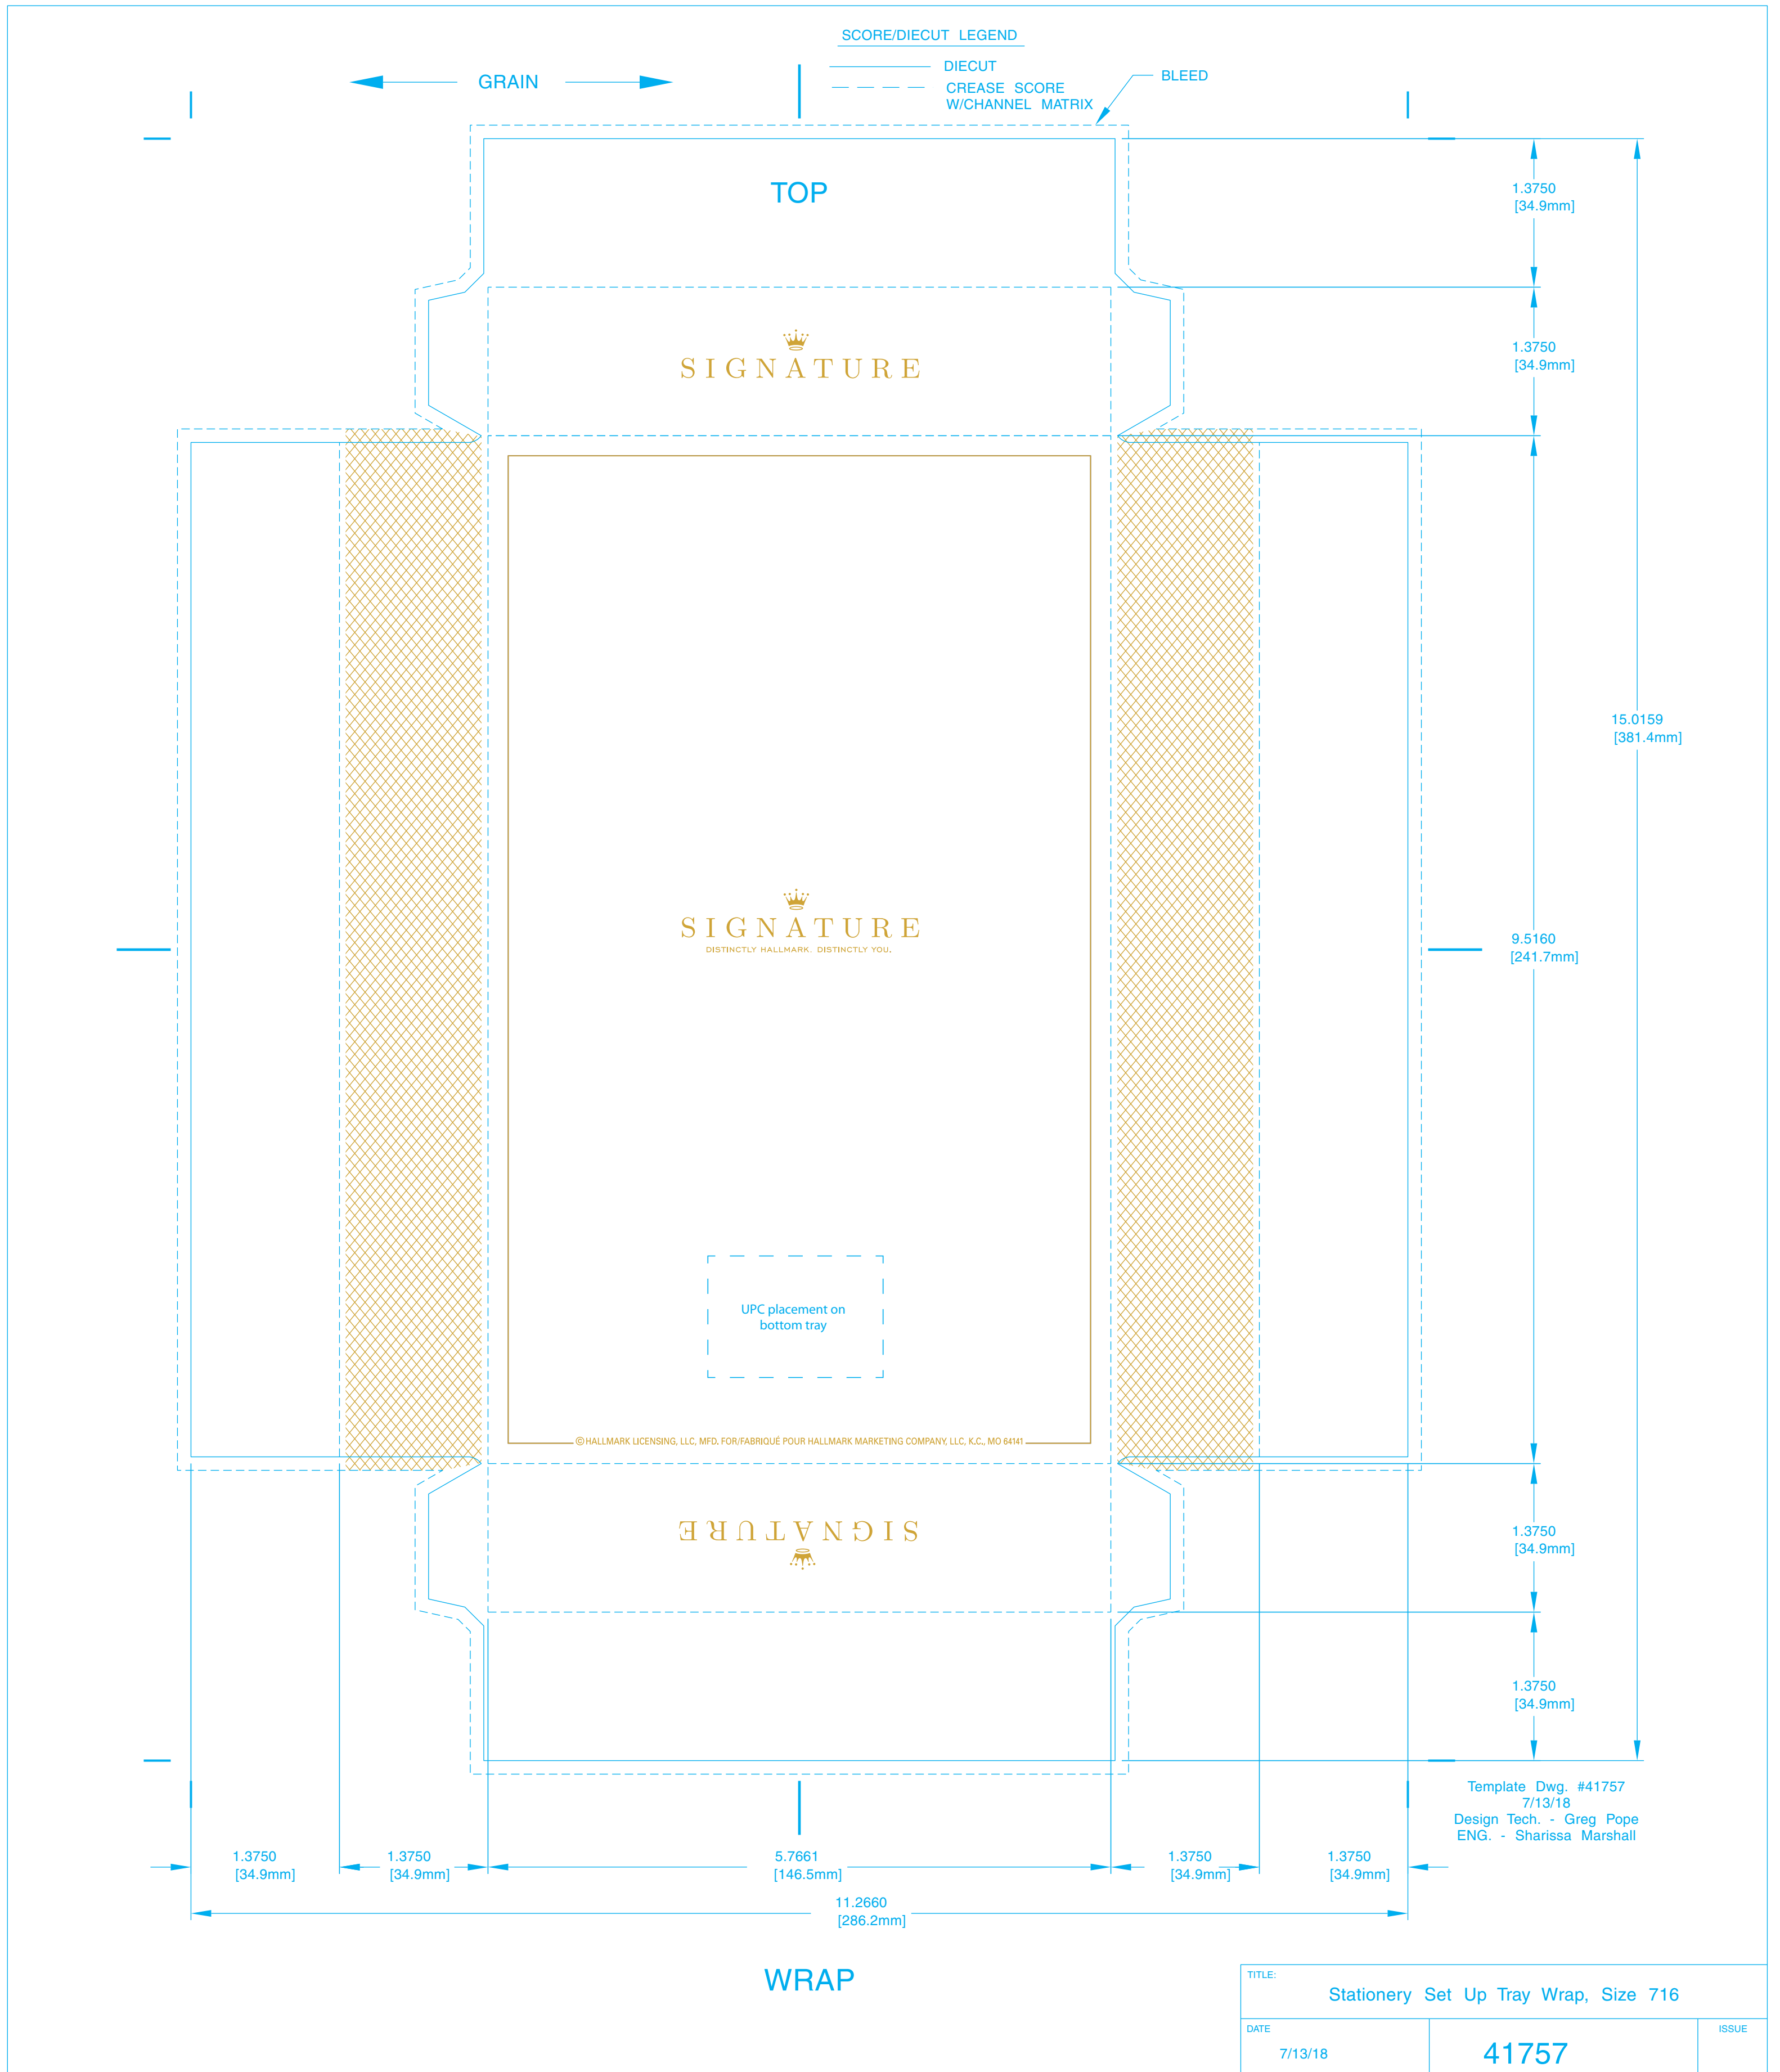 SCORE/DIECUT LEGEND
GRAIN
DIECUT
BLEED
CREASE SCORE
W/CHANNEL MATRIX
TOP
1.3750
[34.9mm]
SIGNATURE
1.3750
[34.9mm]
15.0159
[381.4mm]
SIGNATURE
DISTINCTLY HALLMARK. DISTINCTLY YOU.
9.5160
[241.7mm]
UPC placement on
bottom tray
©HALLMARK LICENSING, LLC, MFD. FOR/FABRIQUÉ POUR HALLMARK MARKETING COMPANY, LLC, K.C., MO 64141
SIGNATURE
1.3750
[34.9mm]
1.3750
[34.9mm]
Template Dwg. #41757
7/13/18
Design Tech. - Greg Pope
ENG. - Sharissa Marshall
1.3750
[34.9mm]
1.3750
[34.9mm]
5.7661
[146.5mm]
1.3750
[34.9mm]
1.3750
[34.9mm]
11.2660
[286.2mm]
WRAP
TITLE:
Stationery Set Up Tray Wrap, Size 716
DATE
7/13/18
41757
ISSUE